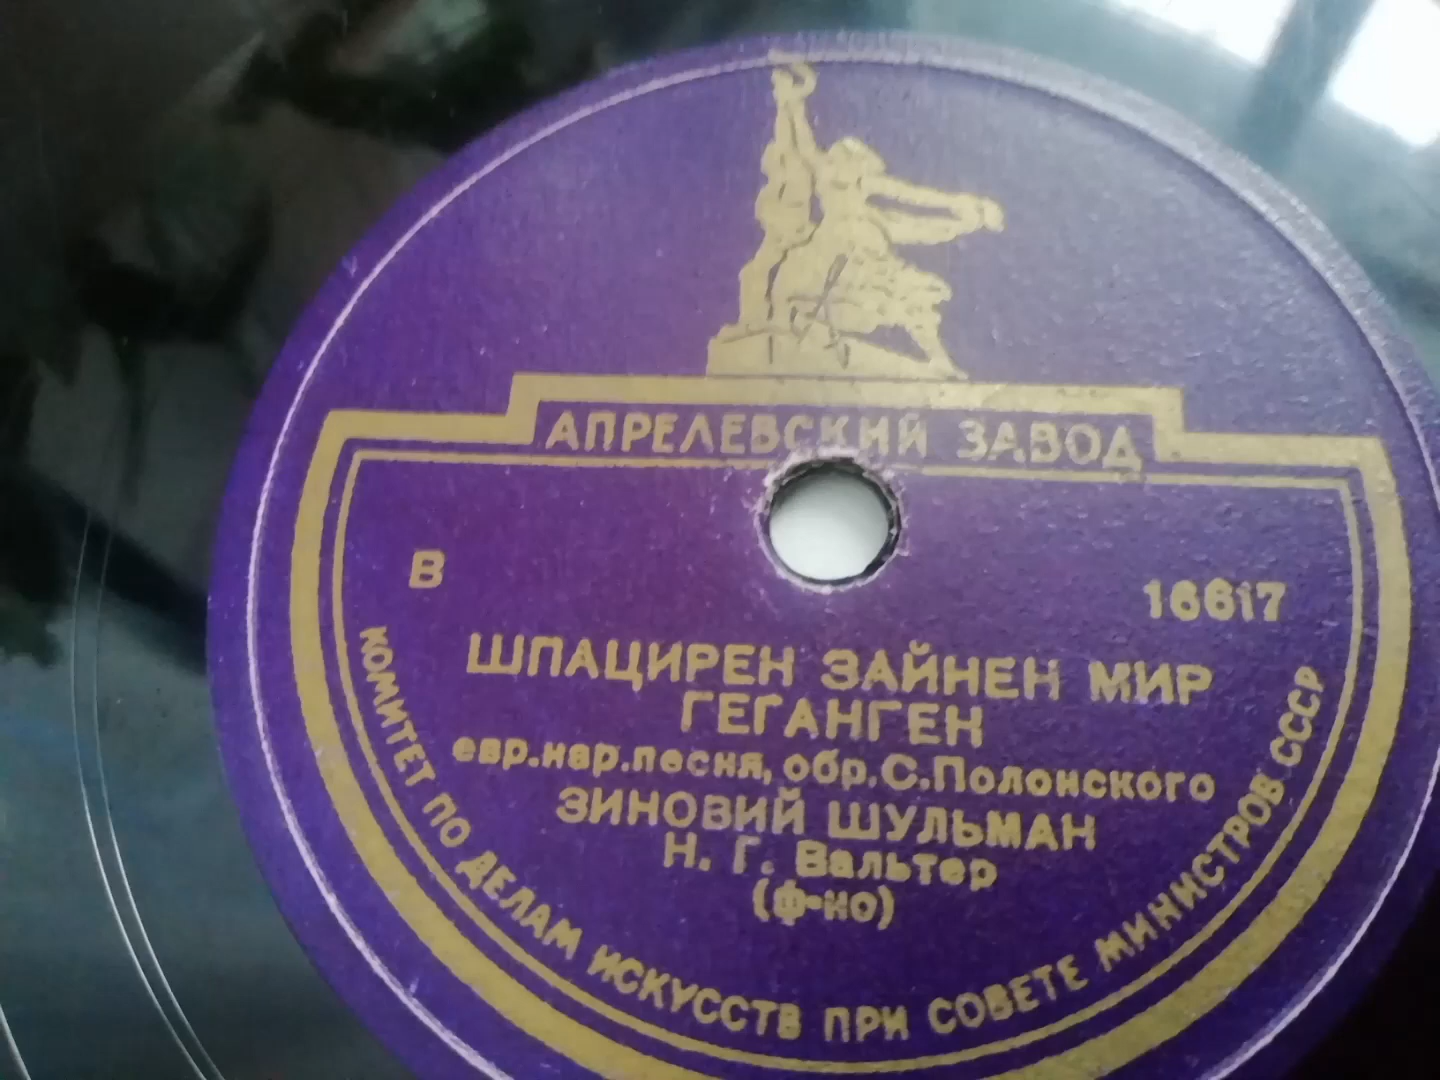 АПРЕЛЕВСКИЙ ЗАВОД
В 16617
ШПАЦИРЕН ЗАЙНЕН МИР
ГЕГАНГЕН
евр.нар.песня, обр.С.Полонского
ЗИНОВИЙ ШУЛЬМАН
Н. Г. Вальтер
(ф-но)
КОМИТЕТ ПО ДЕЛАМ ИСКУССТВ ПРИ СОВЕТЕ МИНИСТРОВ СССР